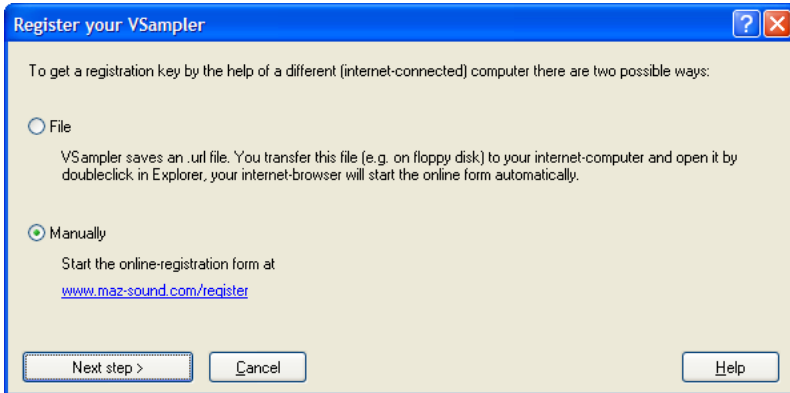 Register your VSampler
To get a registration key by the help of a different (internet-connected) computer there are two possible ways:
File
VSampler saves an .url file. You transfer this file (e.g. on floppy disk) to your internet-computer and open it by
doubleclick in Explorer, your internet-browser will start the online form automatically.
Manually
Start the online-registration form at
www.maz-sound.com/register
Next step >
Cancel
Help